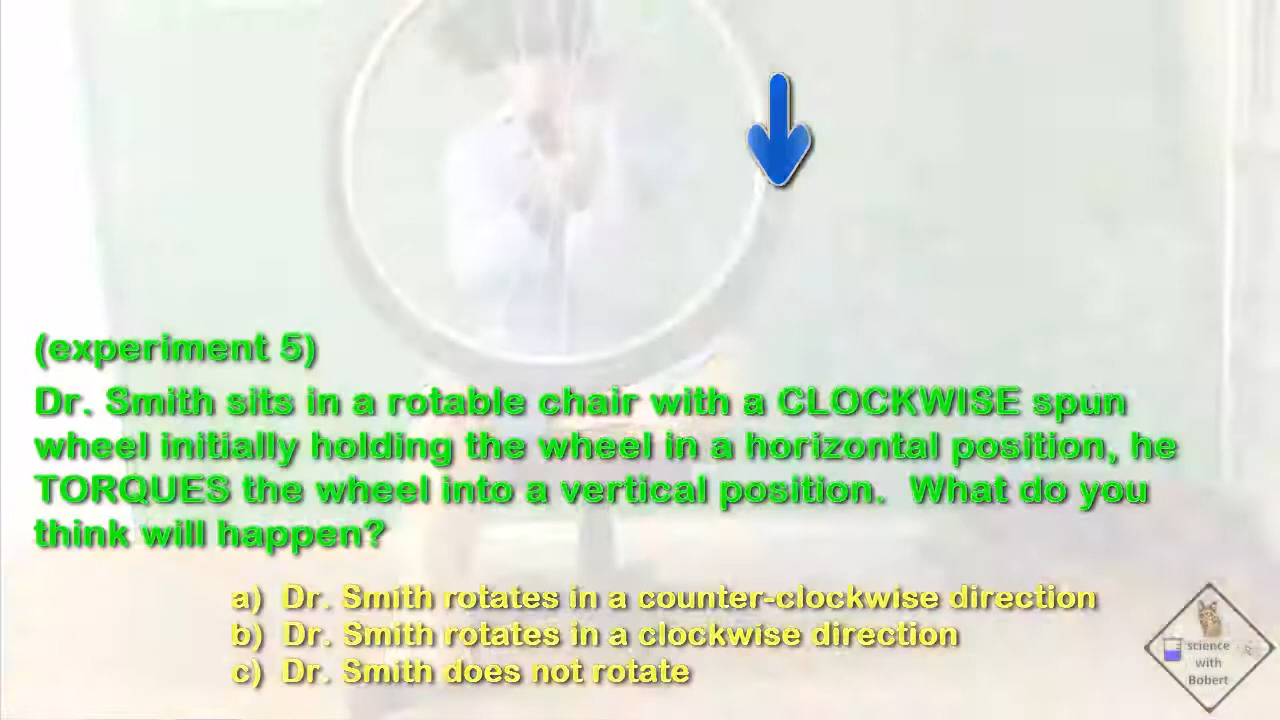 (experiment 5)
Dr. Smith sits in a rotable chair with a CLOCKWISE spun
wheel initially holding the wheel in a horizontal position, he
TORQUES the wheel into a vertical position.  What do you
think will happen?
a)  Dr. Smith rotates in a counter-clockwise direction
b)  Dr. Smith rotates in a clockwise direction
c)  Dr. Smith does not rotate
science
with
Bobert